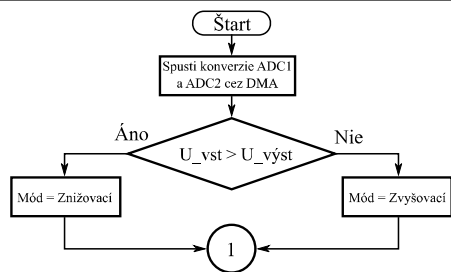 Štart
Spusti konverzie ADC1
a ADC2 cez DMA
Áno
Nie
U_vst > U_výst
Mód = Znižovací
Mód = Zvyšovací
1